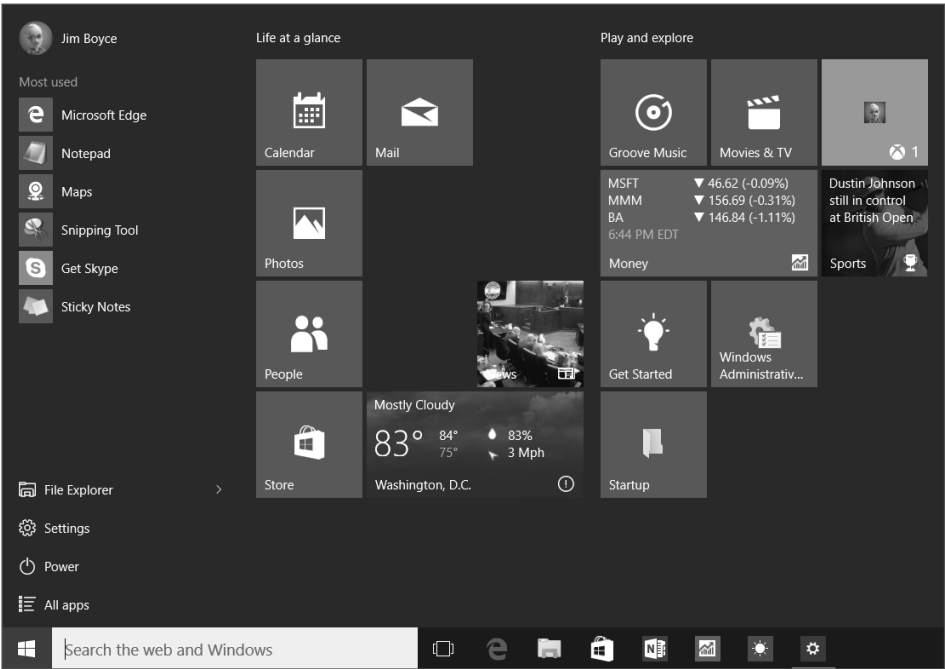 Jim Boyce
Most used
Microsoft Edge
Notepad
Maps
Snipping Tool
Get Skype
Sticky Notes
File Explorer
Settings
Power
All apps
Life at a glance
Calendar
Mail
Photos
People
Store
Mostly Cloudy
83°
84°
75°
83%
3 Mph
Washington, D.C.
Play and explore
Groove Music
Movies & TV
1
MSFT ▼ 46.62 (-0.09%)
MMM ▼ 156.69 (-0.31%)
BA ▼ 146.84 (-1.11%)
6:44 PM EDT
Money
Dustin Johnson
still in control
at British Open
Sports
Get Started
Windows
Administrativ...
Startup
Search the web and Windows